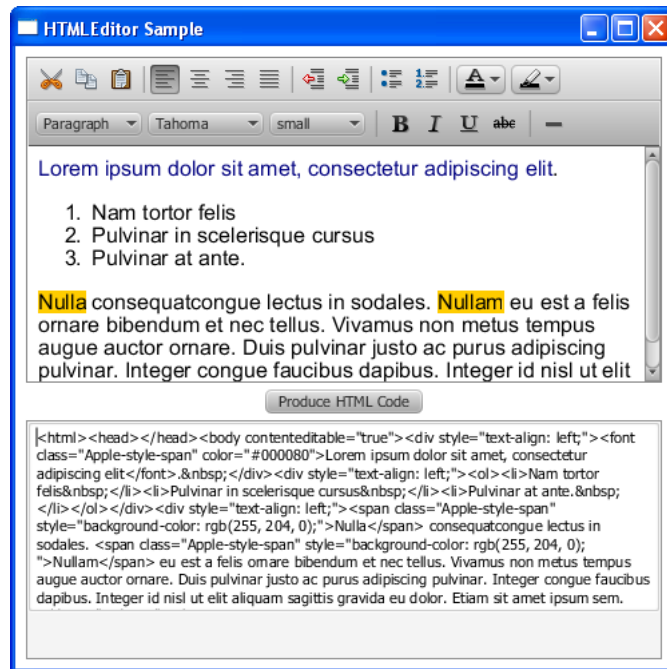 HTMLEditor Sample
A
Paragraph Tahoma small B I U abc
Lorem ipsum dolor sit amet, consectetur adipiscing elit.
1. Nam tortor felis
2. Pulvinar in scelerisque cursus
3. Pulvinar at ante.
Nulla consequatcongue lectus in sodales. Nullam eu est a felis
ornare bibendum et nec tellus. Vivamus non metus tempus
augue auctor ornare. Duis pulvinar justo ac purus adipiscing
pulvinar. Integer congue faucibus dapibus. Integer id nisl ut elit
Produce HTML Code
<html><head></head><body contenteditable="true"><div style="text-align: left;"><font
class="Apple-style-span" color="#000080">Lorem ipsum dolor sit amet, consectetur
adipiscing elit</font>.&nbsp;</div><div style="text-align: left;"><ol><li>Nam tortor
felis&nbsp;</li><li>Pulvinar in scelerisque cursus&nbsp;</li><li>Pulvinar at ante.&nbsp;
</li></ol></div><div style="text-align: left;"><span class="Apple-style-span"
style="background-color: rgb(255, 204, 0);">Nulla</span> consequatcongue lectus in
sodales. <span class="Apple-style-span" style="background-color: rgb(255, 204, 0);
">Nullam</span> eu est a felis ornare bibendum et nec tellus. Vivamus non metus tempus
augue auctor ornare. Duis pulvinar justo ac purus adipiscing pulvinar. Integer congue faucibus
dapibus. Integer id nisl ut elit aliquam sagittis gravida eu dolor. Etiam sit amet ipsum sem.